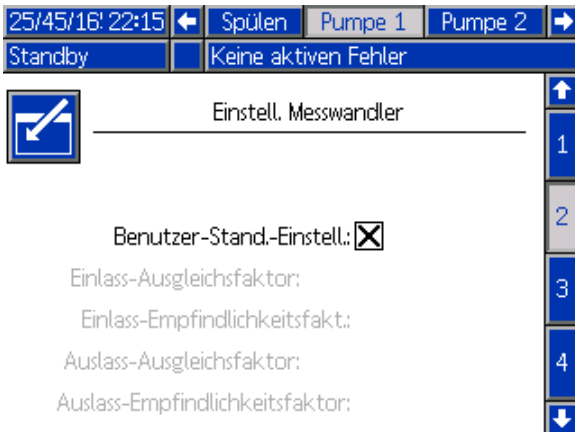 25/45/16' 22:15 Spülen Pumpe 1 Pumpe 2
Standby Keine aktiven Fehler
Einstell. Messwandler
1
2
3
4
Benutzer-Stand.-Einstell.:
Einlass-Ausgleichsfaktor:
Einlass-Empfindlichkeitsfakt.:
Auslass-Ausgleichsfaktor:
Auslass-Empfindlichkeitsfaktor: